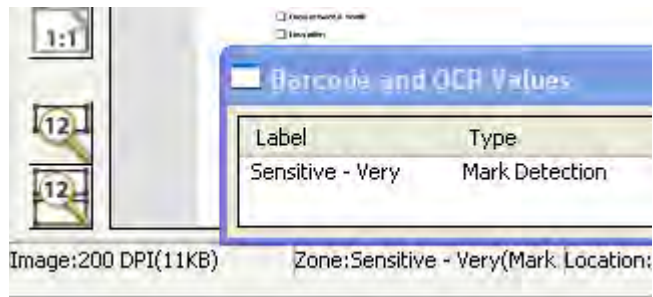 1:1
Barcode and OCR Values
12
Label Type
Sensitive - Very Mark Detection
12
Image:200 DPI(11KB) Zone:Sensitive - Very(Mark Location: